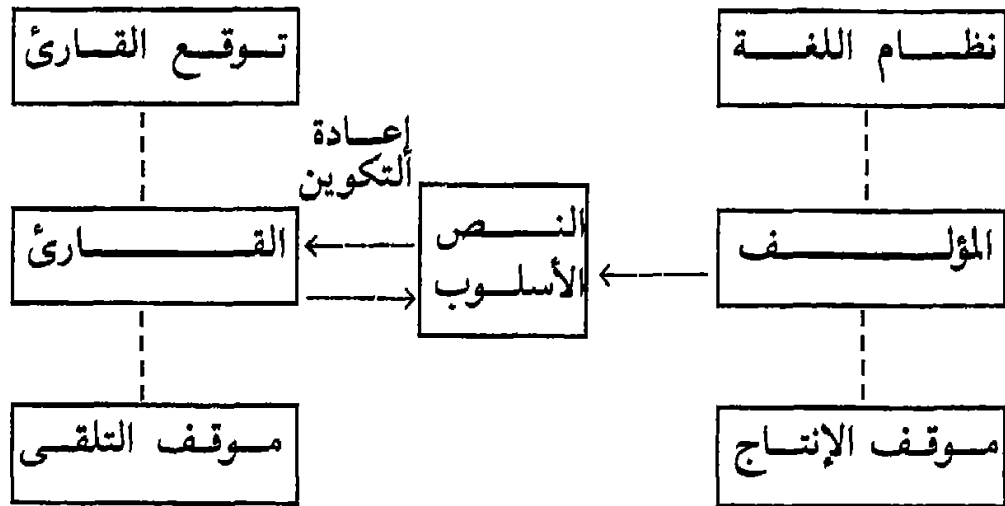 نظام اللغة
توقع القارئ
إعادة
التكوين
المؤلف
النص
الأسلوب
القارئ
موقف الإنتاج
موقف التلقى